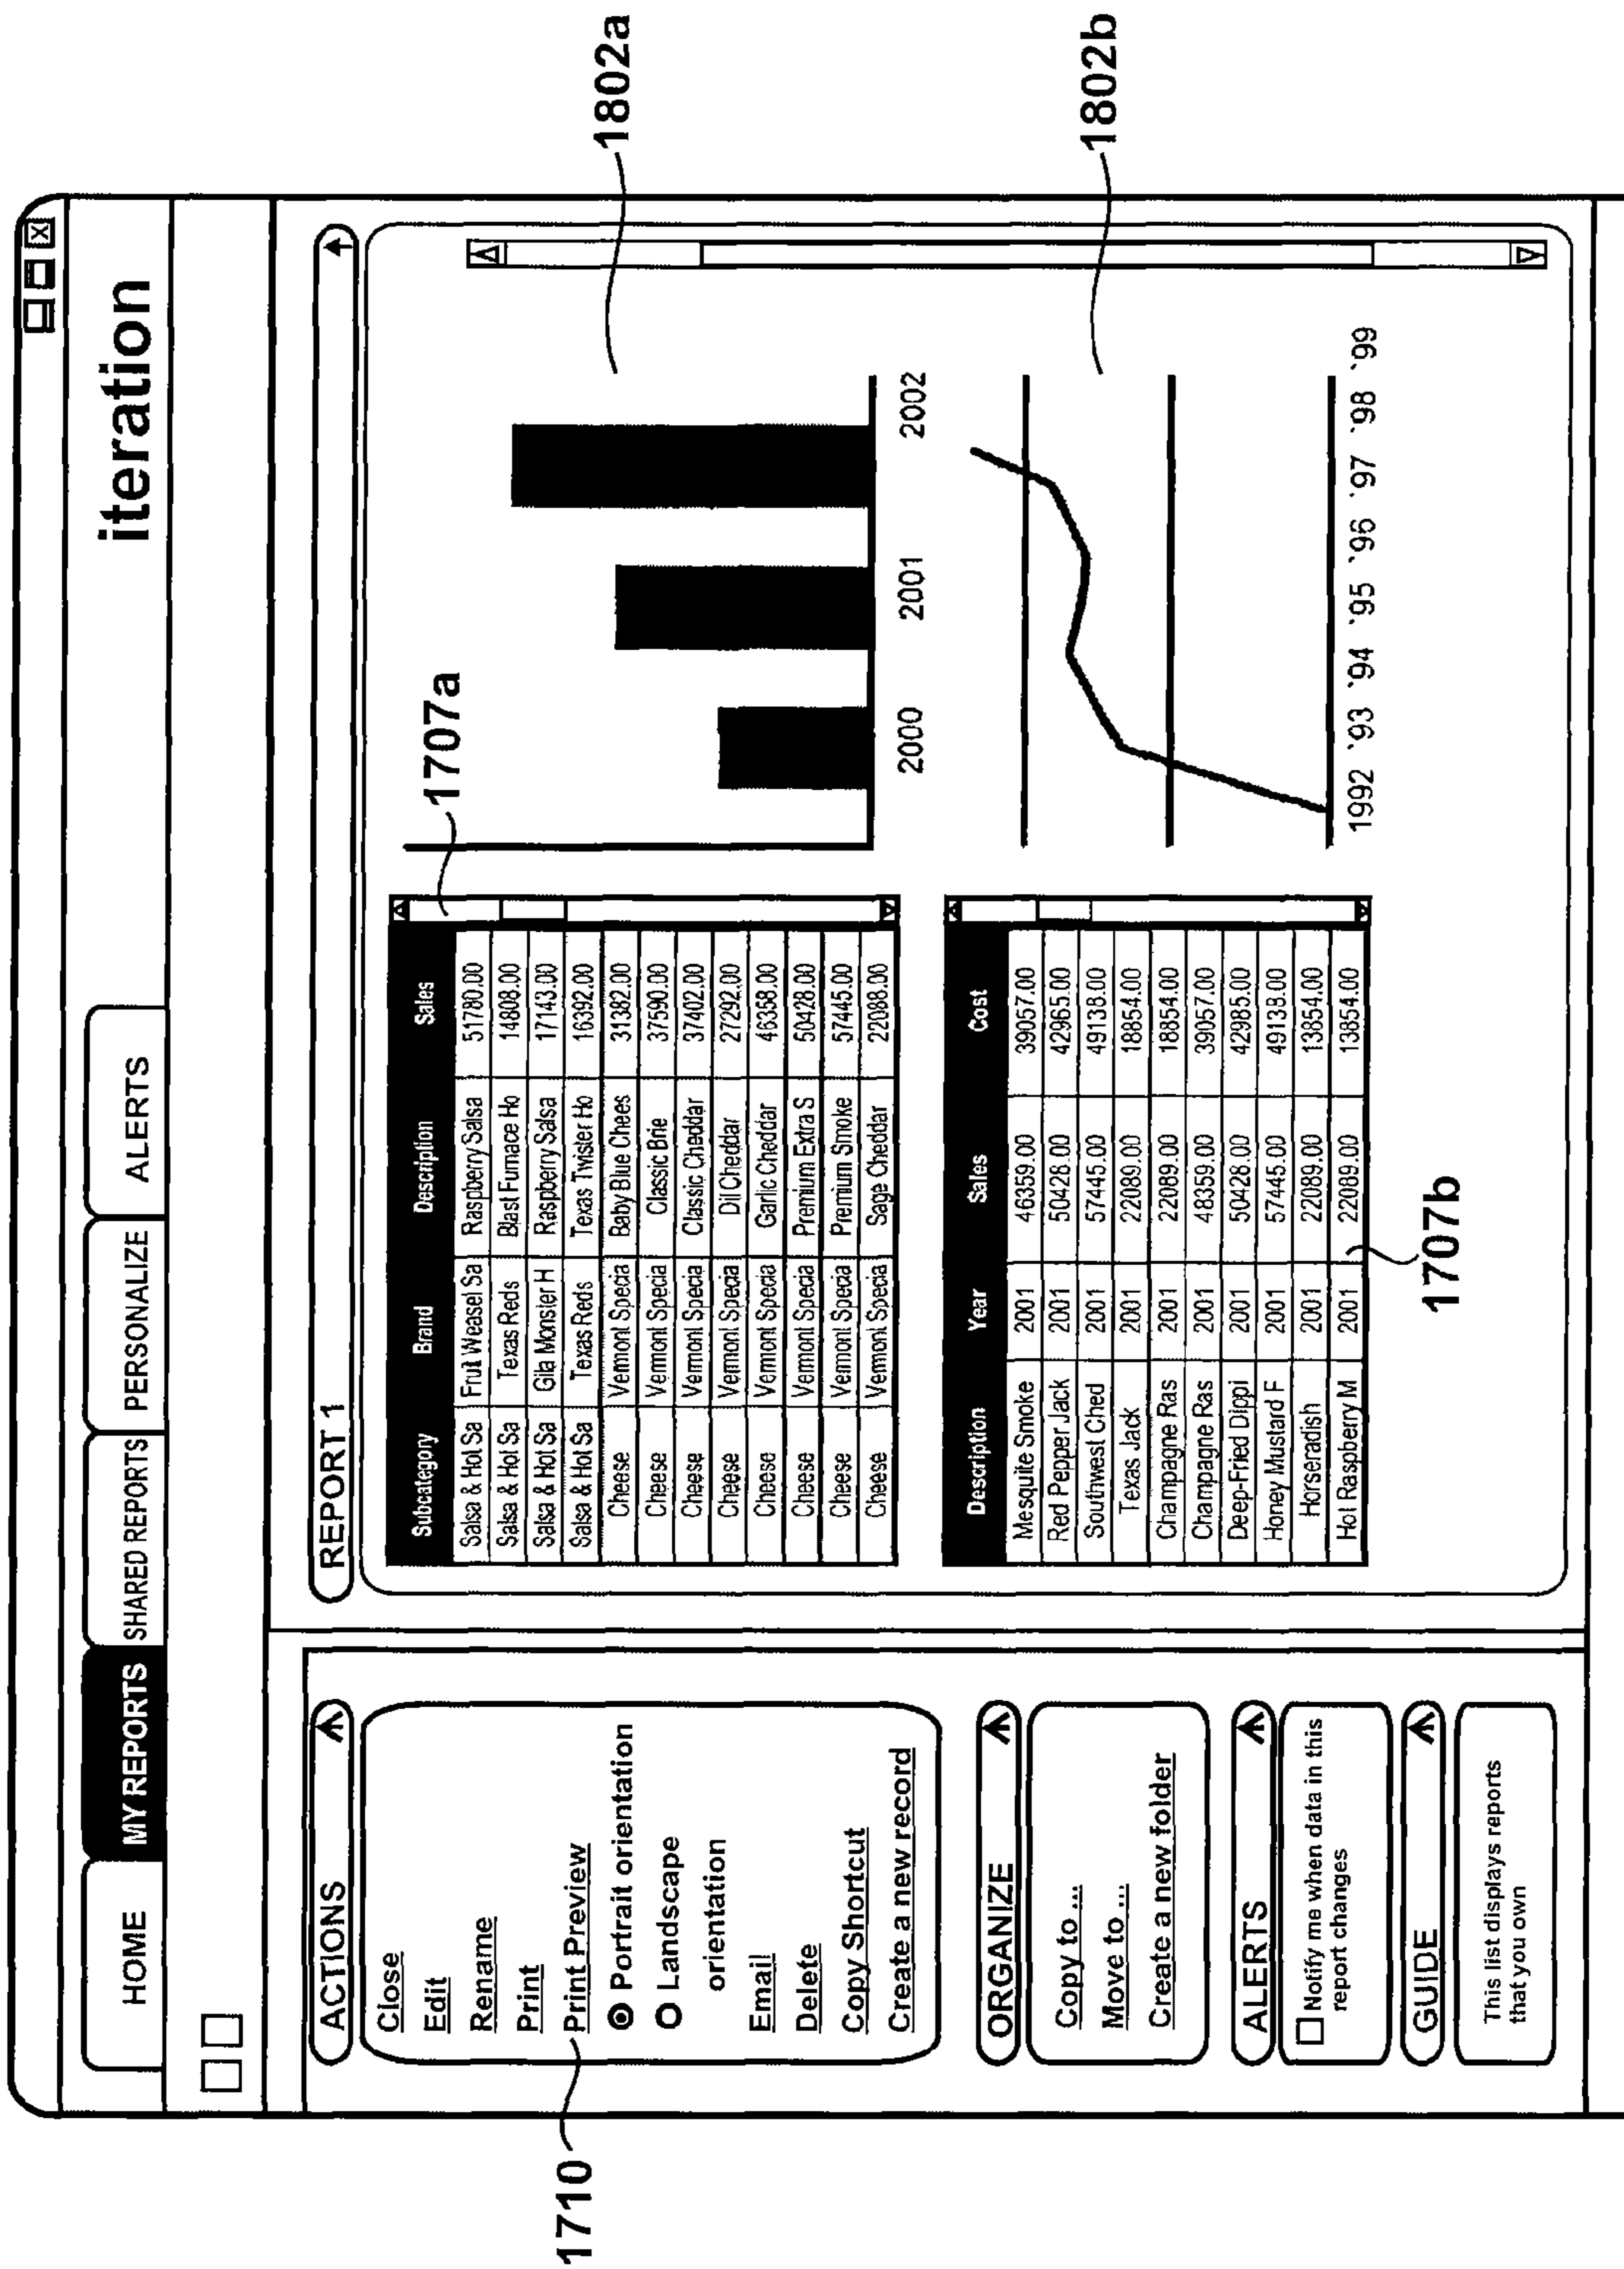 iteration
HOME
MY REPORTS
SHARED REPORTS
PERSONALIZE
ALERTS
ACTIONS
Close
Edit
Rename
Print
Print Preview
Portrait orientation
Landscape
orientation
Email
Delete
Copy Shortcut
Create a new record
ORGANIZE
Copy to ...
Move to ...
Create a new folder
ALERTS
Notify me when data in this
report changes
GUIDE
This list displays reports
that you own
1710
REPORT 1
Subcategory Brand Description Sales
Salsa & Hot Sa Fruit Weasel Sa Raspberry Salsa 51780.00
Salsa & Hot Sa Texas Reds Blast Furnace Ho 14808.00
Salsa & Hot Sa Gila Monster H Raspberry Salsa 17143.00
Salsa & Hot Sa Texas Reds Texas Twister Ho 16392.00
Cheese Vermont Specia Baby Blue Chees 31382.00
Cheese Vermont Specia Classic Brie 37590.00
Cheese Vermont Specia Classic Cheddar 37402.00
Cheese Vermont Specia Dil Cheddar 27292.00
Cheese Vermont Specia Garlic Cheddar 46358.00
Cheese Vermont Specia Premium Extra S 50428.00
Cheese Vermont Specia Premium Smoke 57445.00
Cheese Vermont Specia Sage Cheddar 22088.00
1707a
Description Year Sales Cost
Mesquite Smoke 2001 46359.00 39057.00
Red Pepper Jack 2001 50428.00 42965.00
Southwest Ched 2001 57445.00 49138.00
Texas Jack 2001 22089.00 18854.00
Champagne Ras 2001 22089.00 18854.00
Champagne Ras 2001 48359.00 39057.00
Deep-Fried Dippi 2001 50428.00 42985.00
Honey Mustard F 2001 57445.00 49138.00
Horseradish 2001 22089.00 13854.00
Hot Raspberry M 2001 22089.00 13854.00
1707b
2000 2001 2002
1802a
1992 `93 `94 `95 `96 `97 `98 `99
1802b